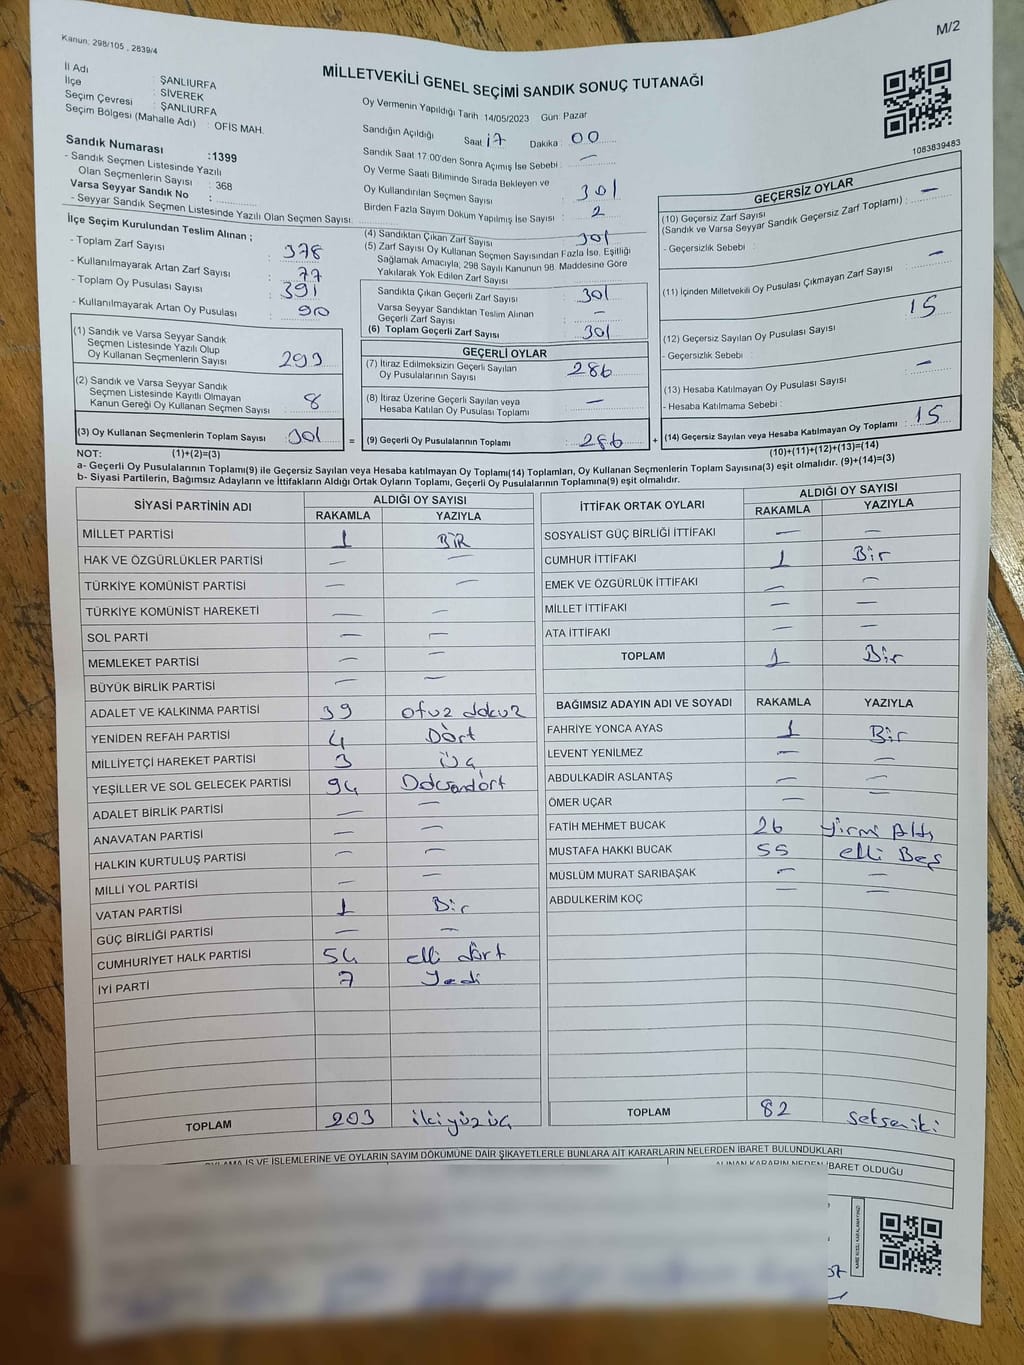 M/2
Kanun: 298/105 , 2839/4
MİLLETVEKİLİ GENEL SEÇİMİ SANDIK SONUÇ TUTANAĞI
İl Adı : ŞANLIURFA
İlçe : SİVEREK
Seçim Çevresi : ŞANLIURFA
Seçim Bölgesi (Mahalle Adı) : OFİS MAH.
Sandık Numarası :1399
- Sandık Seçmen Listesinde Yazılı
Olan Seçmenlerin Sayısı : 368
Varsa Seyyar Sandık No :
- Seyyar Sandık Seçmen Listesinde Yazılı Olan Seçmen Sayısı:
Oy Vermenin Yapıldığı Tarih 14/05/2023 Gün: Pazar
Sandığın Açıldığı Saat 17 Dakika : 00
Sandık Saat 17.00'den Sonra Açımış İse Sebebi : —
Oy Verme Saati Bitiminde Sırada Bekleyen ve
Oy Kullandırılan Seçmen Sayısı : 301
Birden Fazla Sayım Döküm Yapılmış İse Sayısı : 2
1083839483
İlçe Seçim Kurulundan Teslim Alınan ;
- Toplam Zarf Sayısı : 378
- Kullanılmayarak Artan Zarf Sayısı : 77
- Toplam Oy Pusulası Sayısı : 391
- Kullanılmayarak Artan Oy Pusulası : 90
(1) Sandık ve Varsa Seyyar Sandık
Seçmen Listesinde Yazılı Olup
Oy Kullanan Seçmenlerin Sayısı : 293
(2) Sandık ve Varsa Seyyar Sandık
Seçmen Listesinde Kayıtlı Olmayan
Kanun Gereği Oy Kullanan Seçmen Sayısı : 8
(3) Oy Kullanan Seçmenlerin Toplam Sayısı : 301
(4) Sandıktan Çıkan Zarf Sayısı : 301
(5) Zarf Sayısı Oy Kullanan Seçmen Sayısından Fazla İse, Eşitliği
Sağlamak Amacıyla, 298 Sayılı Kanunun 98. Maddesine Göre
Yakılarak Yok Edilen Zarf Sayısı
Sandıkta Çıkan Geçerli Zarf Sayısı : 301
Varsa Seyyar Sandıktan Teslim Alınan
Geçerli Zarf Sayısı : —
(6) Toplam Geçerli Zarf Sayısı : 301
GEÇERLİ OYLAR
(7) İtiraz Edilmeksizin Geçerli Sayılan
Oy Pusulalarının Sayısı : 286
(8) İtiraz Üzerine Geçerli Sayılan veya
Hesaba Katılan Oy Pusulası Toplamı : —
= (9) Geçerli Oy Pusulalarının Toplamı : 286 +
GEÇERSİZ OYLAR
(10) Geçersiz Zarf Sayısı
(Sandık ve Varsa Seyyar Sandık Geçersiz Zarf Toplamı) : —
- Geçersizlik Sebebi :
(11) İçinden Milletvekili Oy Pusulası Çıkmayan Zarf Sayısı : —
(12) Geçersiz Sayılan Oy Pusulası Sayısı : 15
- Geçersizlik Sebebi :
(13) Hesaba Katılmayan Oy Pusulası Sayısı : —
- Hesaba Katılmama Sebebi :
(14) Geçersiz Sayılan veya Hesaba Katılmayan Oy Toplamı : 15
NOT: (1)+(2)=(3)
(10)+(11)+(12)+(13)=(14)
a- Geçerli Oy Pusulalarının Toplamı(9) ile Geçersiz Sayılan veya Hesaba katılmayan Oy Toplamı(14) Toplamları, Oy Kullanan Seçmenlerin Toplam Sayısına(3) eşit olmalıdır. (9)+(14)=(3)
b- Siyasi Partilerin, Bağımsız Adayların ve İttifakların Aldığı Ortak Oyların Toplamı, Geçerli Oy Pusulalarının Toplamına(9) eşit olmalıdır.
SİYASİ PARTİNİN ADI ALDIĞI OY SAYISI
RAKAMLA YAZIYLA
MİLLET PARTİSİ 1 BİR
HAK VE ÖZGÜRLÜKLER PARTİSİ — —
TÜRKİYE KOMÜNİST PARTİSİ — —
TÜRKİYE KOMÜNİST HAREKETİ — —
SOL PARTİ — —
MEMLEKET PARTİSİ — —
BÜYÜK BİRLİK PARTİSİ — —
ADALET VE KALKINMA PARTİSİ 39 otuz dokuz
YENİDEN REFAH PARTİSİ 4 Dört
MİLLİYETÇİ HAREKET PARTİSİ 3 üç
YEŞİLLER VE SOL GELECEK PARTİSİ 94 Doksandört
ADALET BİRLİK PARTİSİ — —
ANAVATAN PARTİSİ — —
HALKIN KURTULUŞ PARTİSİ — —
MİLLİ YOL PARTİSİ — —
VATAN PARTİSİ 1 Bir
GÜÇ BİRLİĞİ PARTİSİ — —
CUMHURİYET HALK PARTİSİ 54 elli dört
İYİ PARTİ 7 Yedi
TOPLAM 203 ikiyüzüç
İTTİFAK ORTAK OYLARI ALDIĞI OY SAYISI
RAKAMLA YAZIYLA
SOSYALİST GÜÇ BİRLİĞİ İTTİFAKI — —
CUMHUR İTTİFAKI 1 Bir
EMEK VE ÖZGÜRLÜK İTTİFAKI — —
MİLLET İTTİFAKI — —
ATA İTTİFAKI — —
TOPLAM 1 Bir
BAĞIMSIZ ADAYIN ADI VE SOYADI RAKAMLA YAZIYLA
FAHRİYE YONCA AYAS 1 Bir
LEVENT YENİLMEZ — —
ABDULKADİR ASLANTAŞ — —
ÖMER UÇAR — —
FATİH MEHMET BUCAK 26 Yirmi Altı
MUSTAFA HAKKI BUCAK 55 elli Beş
MÜSLÜM MURAT SARIBAŞAK — —
ABDULKERİM KOÇ — —
TOPLAM 82 Seksen iki
OYLAMA İŞ VE İŞLEMLERİNE VE OYLARIN SAYIM DÖKÜMÜNE DAİR ŞİKAYETLERLE BUNLARA AİT KARARLARIN NELERDEN İBARET BULUNDUKLARI
ALINAN KARARIN NEDEN İBARET OLDUĞU